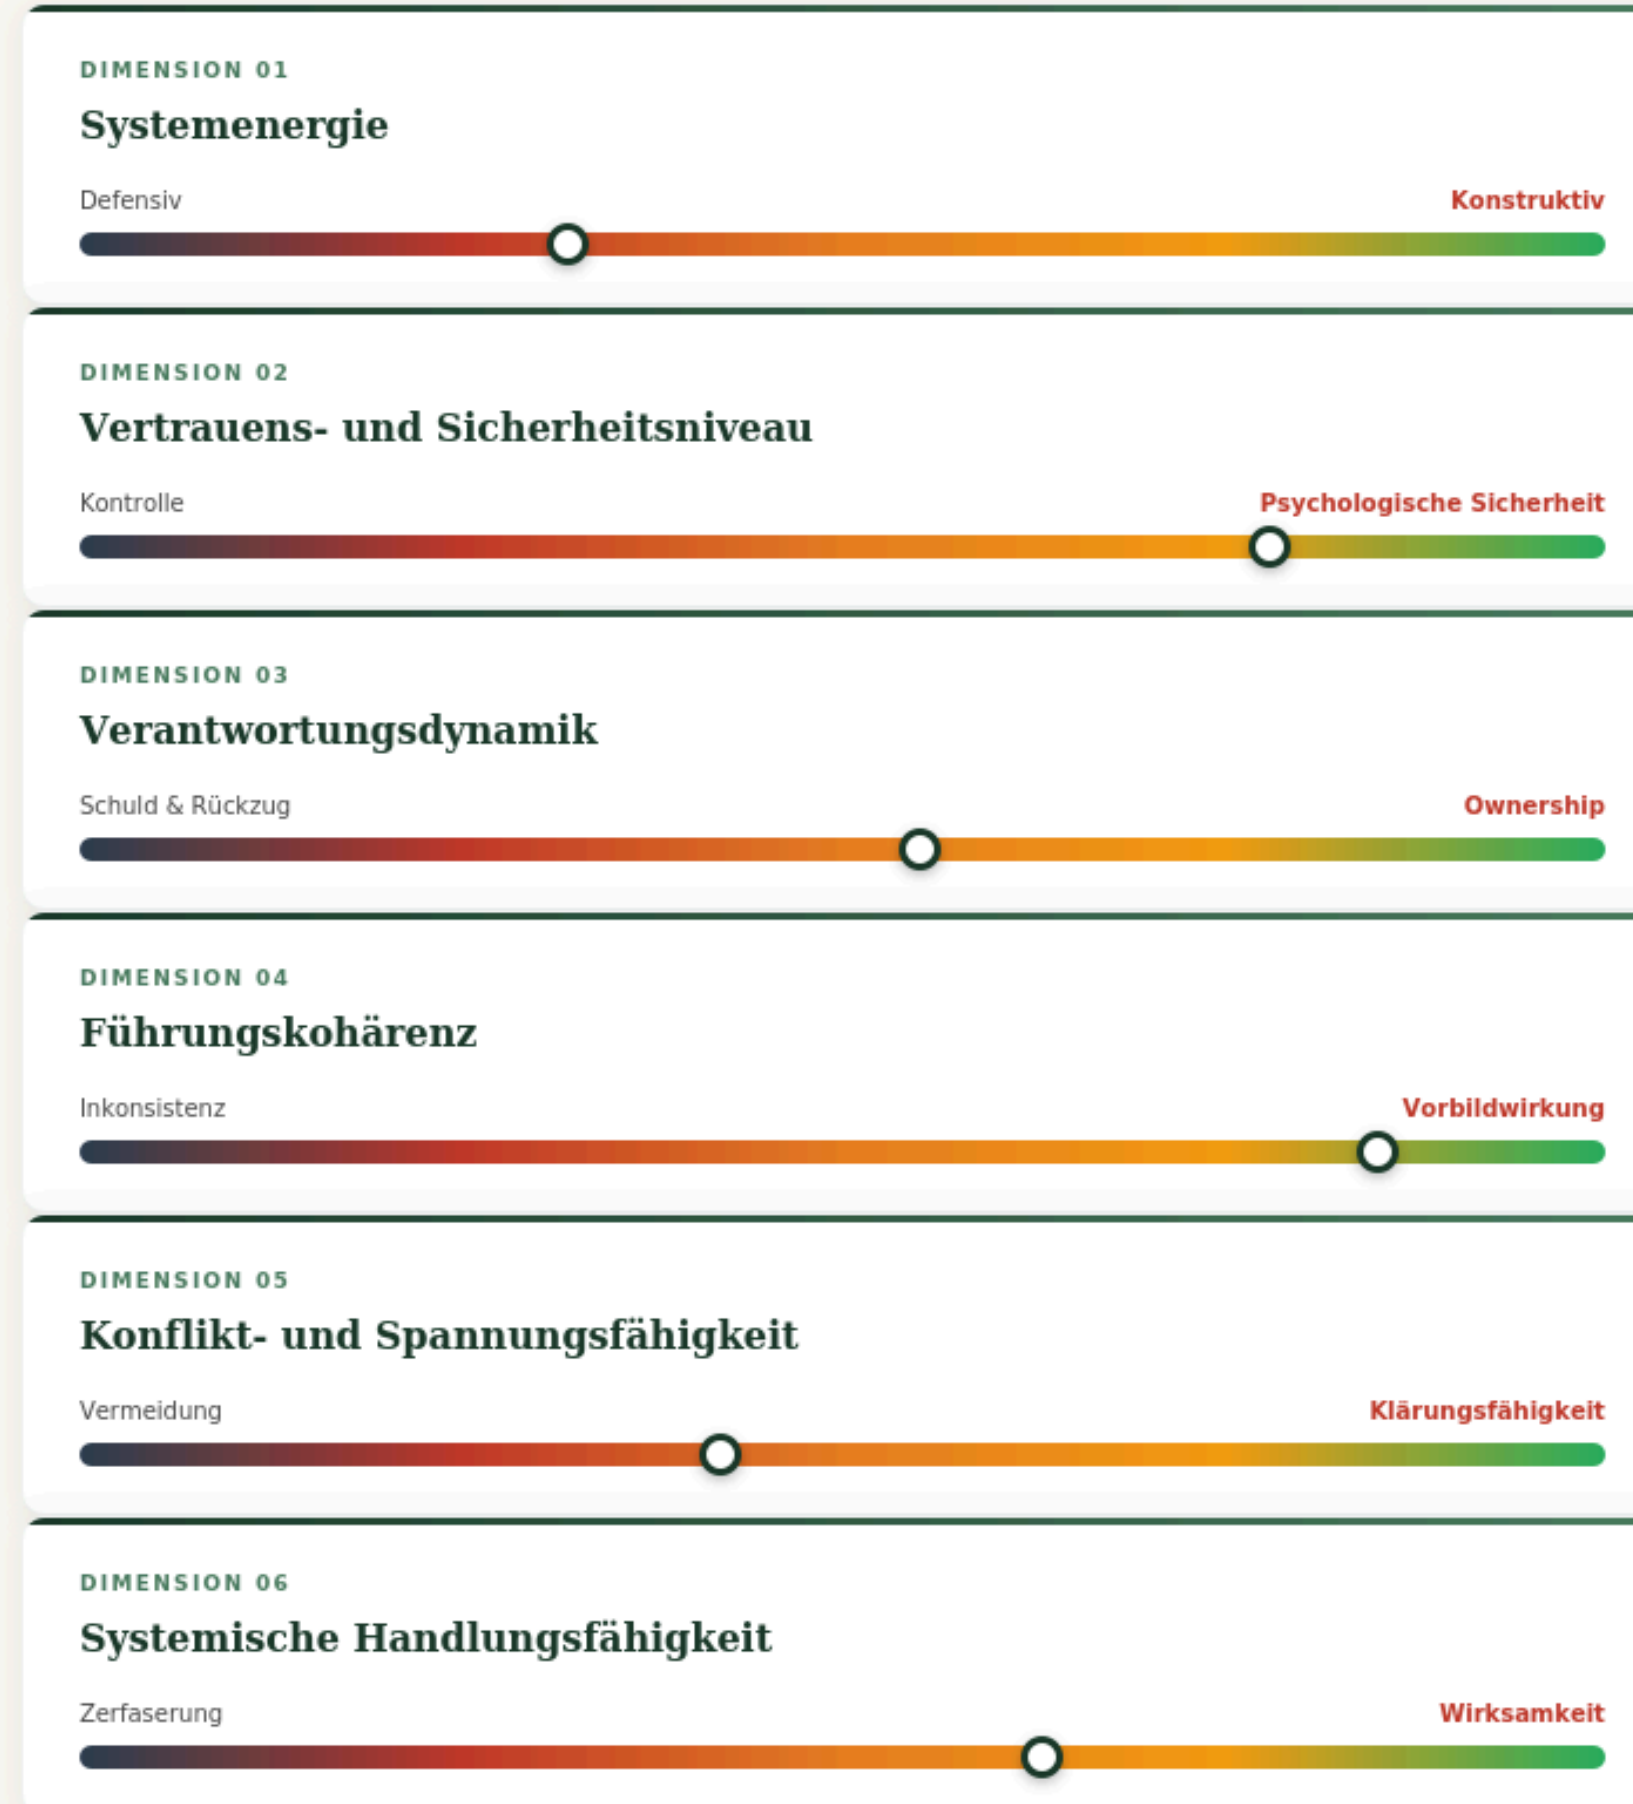 DIMENSION 01
Systemenergie
Defensiv Konstruktiv
DIMENSION 02
Vertrauens- und Sicherheitsniveau
Kontrolle Psychologische Sicherheit
DIMENSION 03
Verantwortungsdynamik
Schuld & Rückzug Ownership
DIMENSION 04
Führungskohärenz
Inkonsistenz Vorbildwirkung
DIMENSION 05
Konflikt- und Spannungsfähigkeit
Vermeidung Klärungsfähigkeit
DIMENSION 06
Systemische Handlungsfähigkeit
Zerfaserung Wirksamkeit